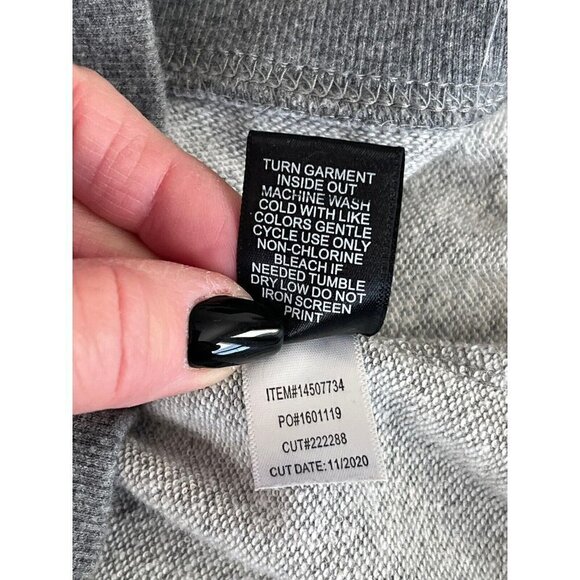 TURN GARMENT
INSIDE OUT
MACHINE WASH
COLD WITH LIKE
COLORS GENTLE
CYCLE USE ONLY
NON-CHLORINE
BLEACH IF
NEEDED TUMBLE
DRY LOW DO NOT
IRON SCREEN
PRINT
ITEM#14507734
PO#1601119
CUT#222288
CUT DATE: 11/2020